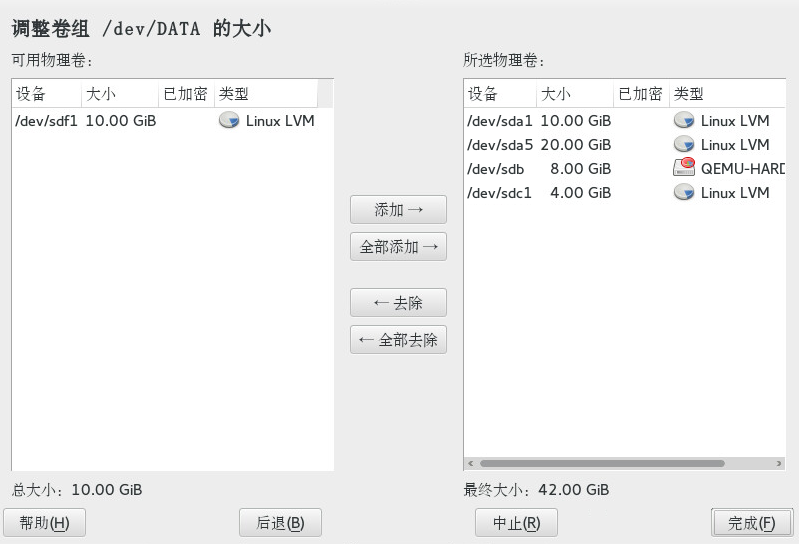 调整卷组 /dev/DATA 的大小
可用物理卷:
设备 大小 已加密 类型
/dev/sdf1 10.00 GiB Linux LVM
总大小: 10.00 GiB
添加 →
全部添加 →
← 去除
← 全部去除
所选物理卷:
设备 大小 已加密 类型
/dev/sda1 10.00 GiB Linux LVM
/dev/sda5 20.00 GiB Linux LVM
/dev/sdb 8.00 GiB QEMU-HARD
/dev/sdc1 4.00 GiB Linux LVM
最终大小: 42.00 GiB
帮助(H) 后退(B) 中止(R) 完成(F)